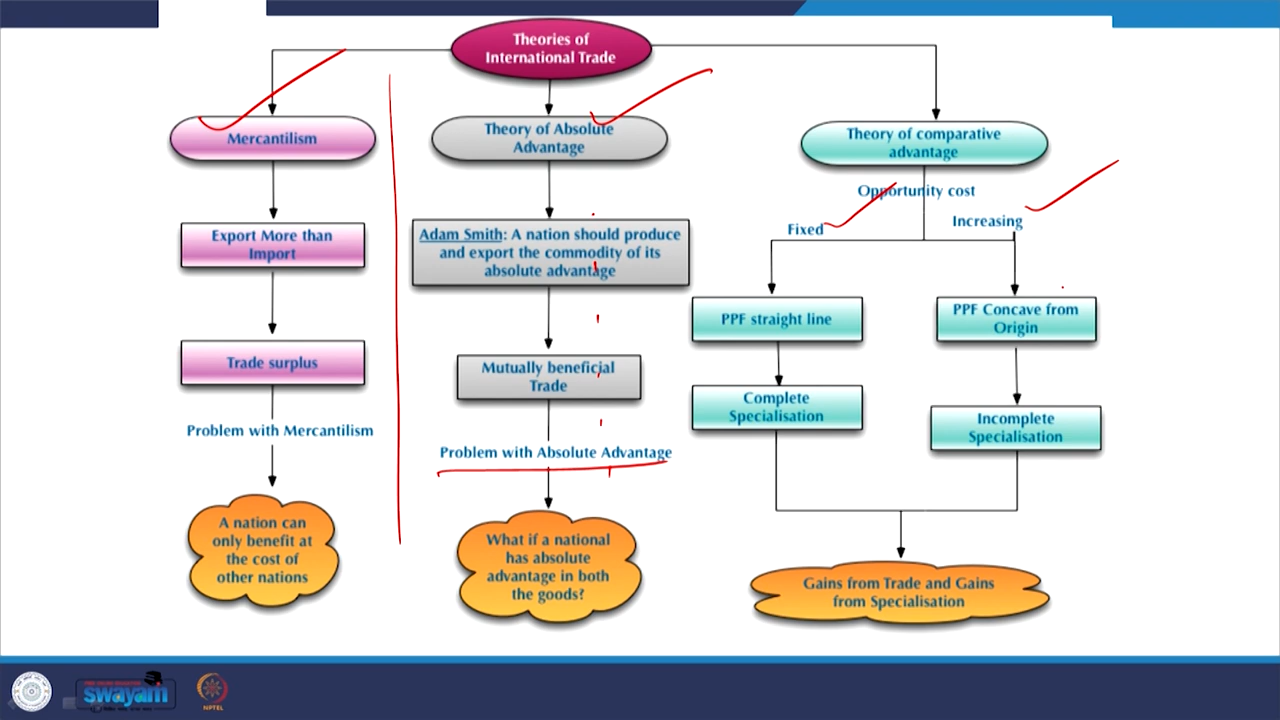 Theories of
International Trade
Mercantilism
Export More than
Import
Trade surplus
Problem with Mercantilism
A nation can
only benefit at
the cost of
other nations
Theory of Absolute
Advantage
Adam Smith: A nation should produce
and export the commodity of its
absolute advantage
Mutually beneficial
Trade
Problem with Absolute Advantage
What if a national
has absolute
advantage in both
the goods?
Theory of comparative
advantage
Opportunity cost
Fixed
Increasing
PPF straight line
Complete
Specialisation
PPF Concave from
Origin
Incomplete
Specialisation
Gains from Trade and Gains
from Specialisation
swayam
NPTEL